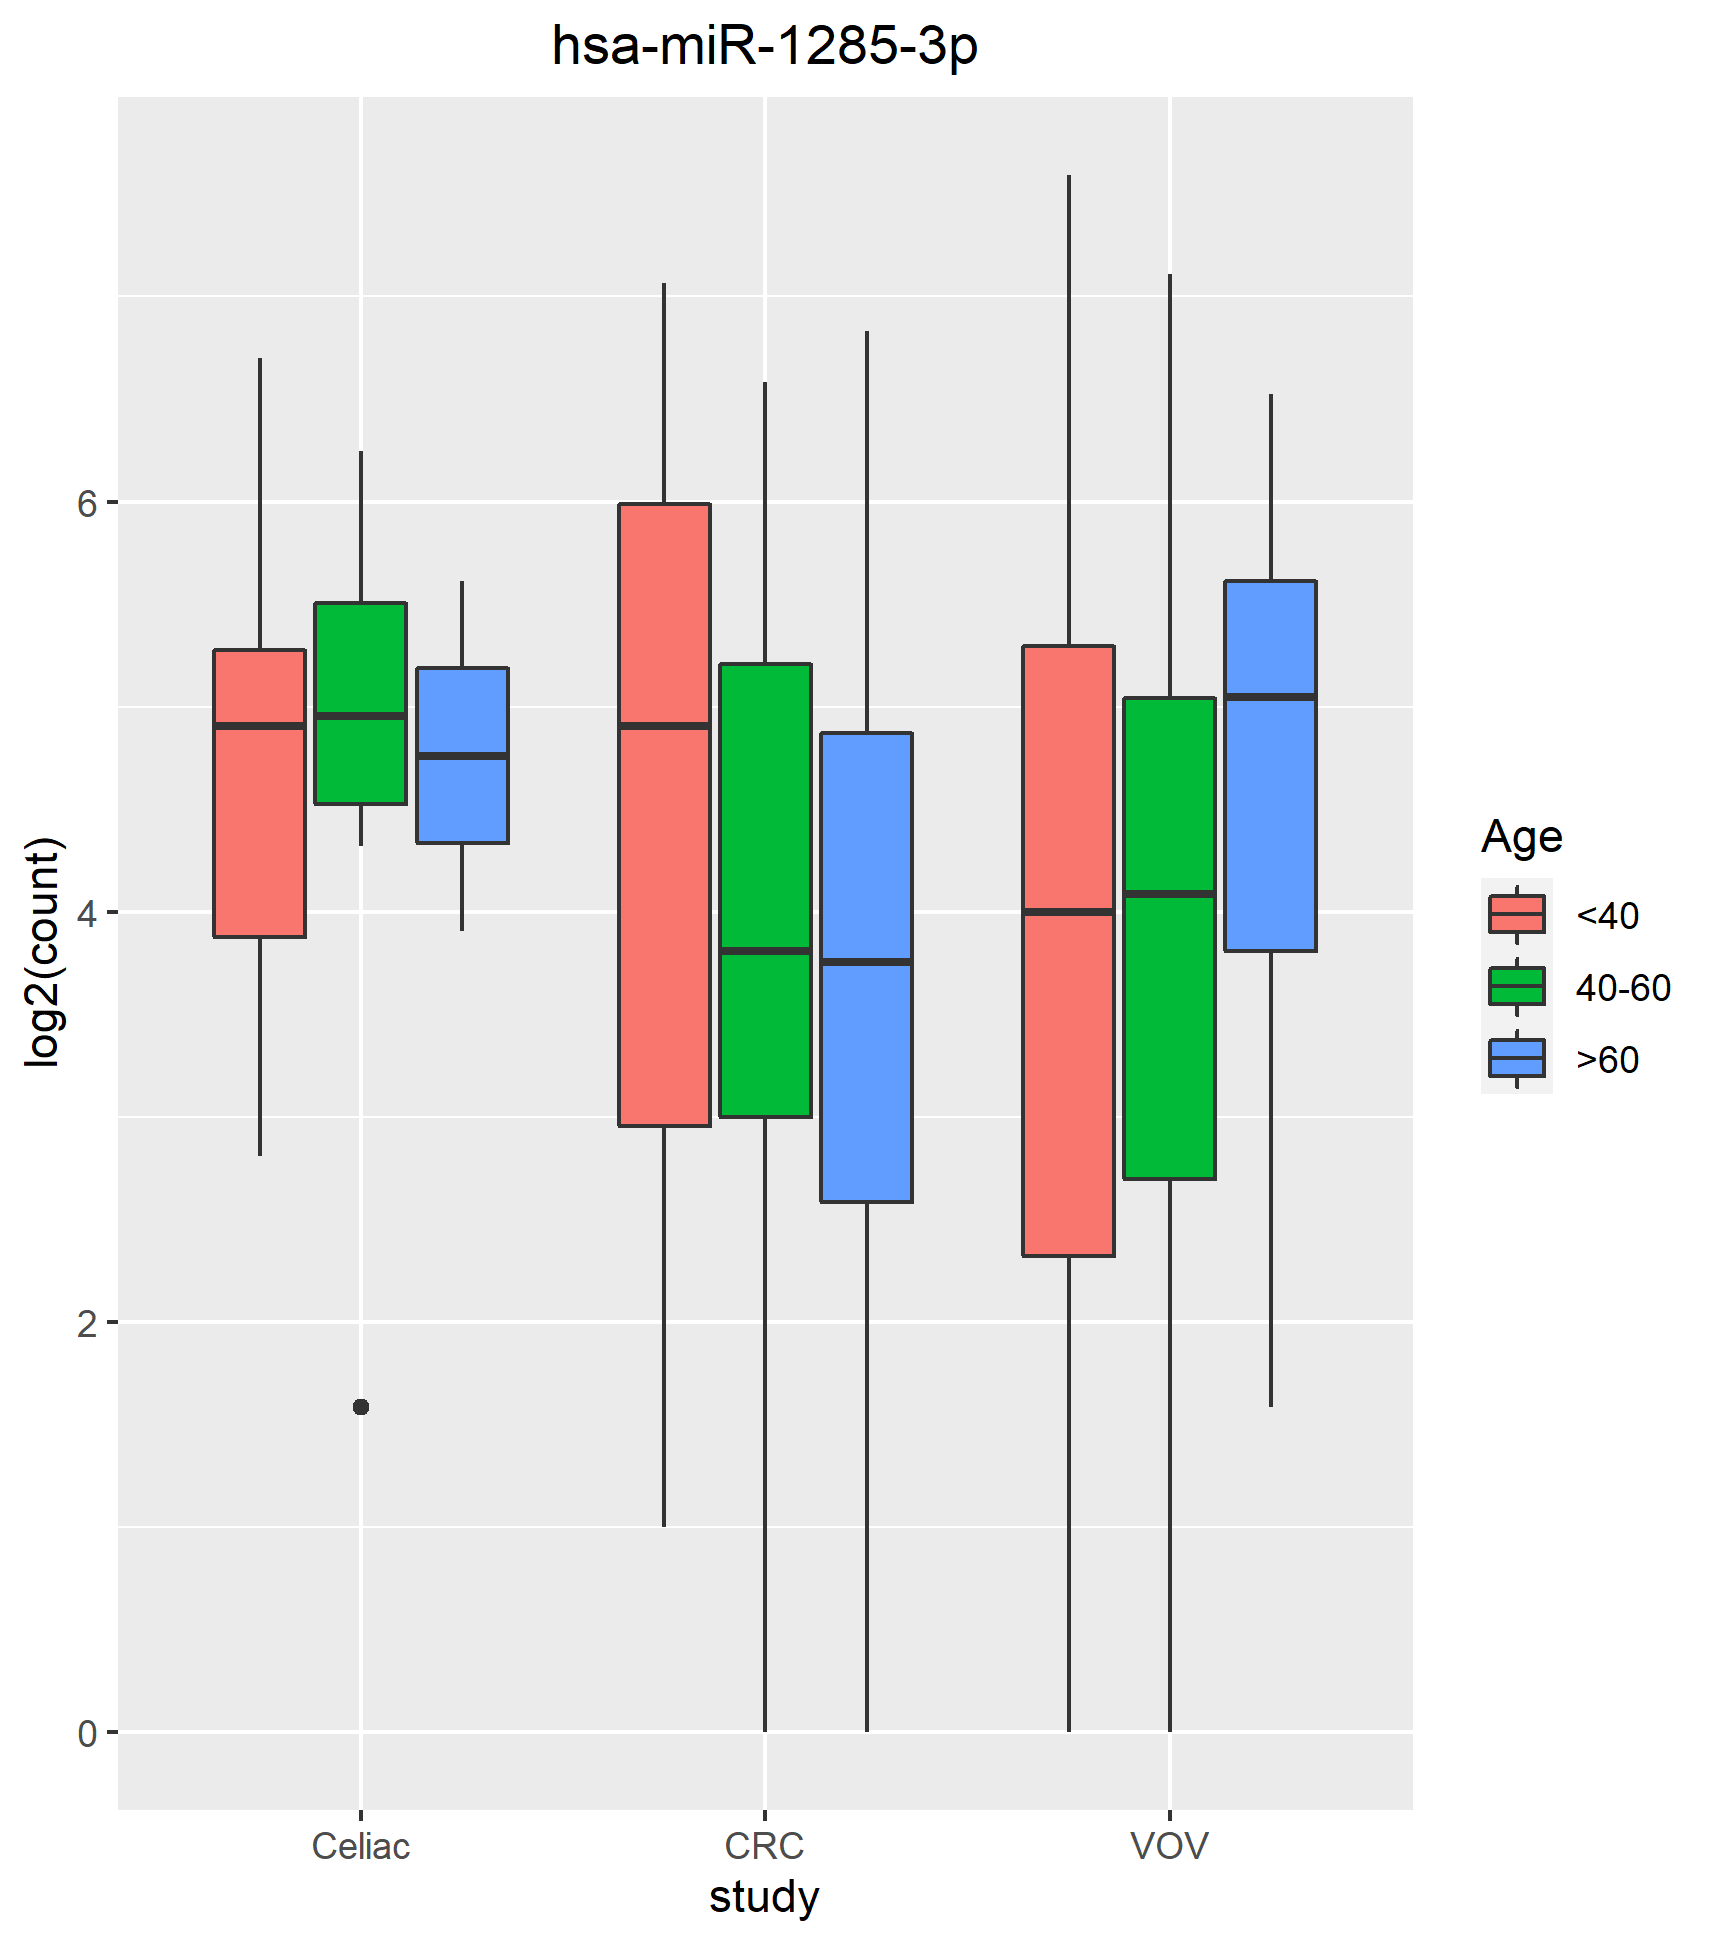 hsa-miR-1285-3p
log2(count)
6
4
2
0
Celiac
CRC
VOV
study
Age
<40
40-60
>60